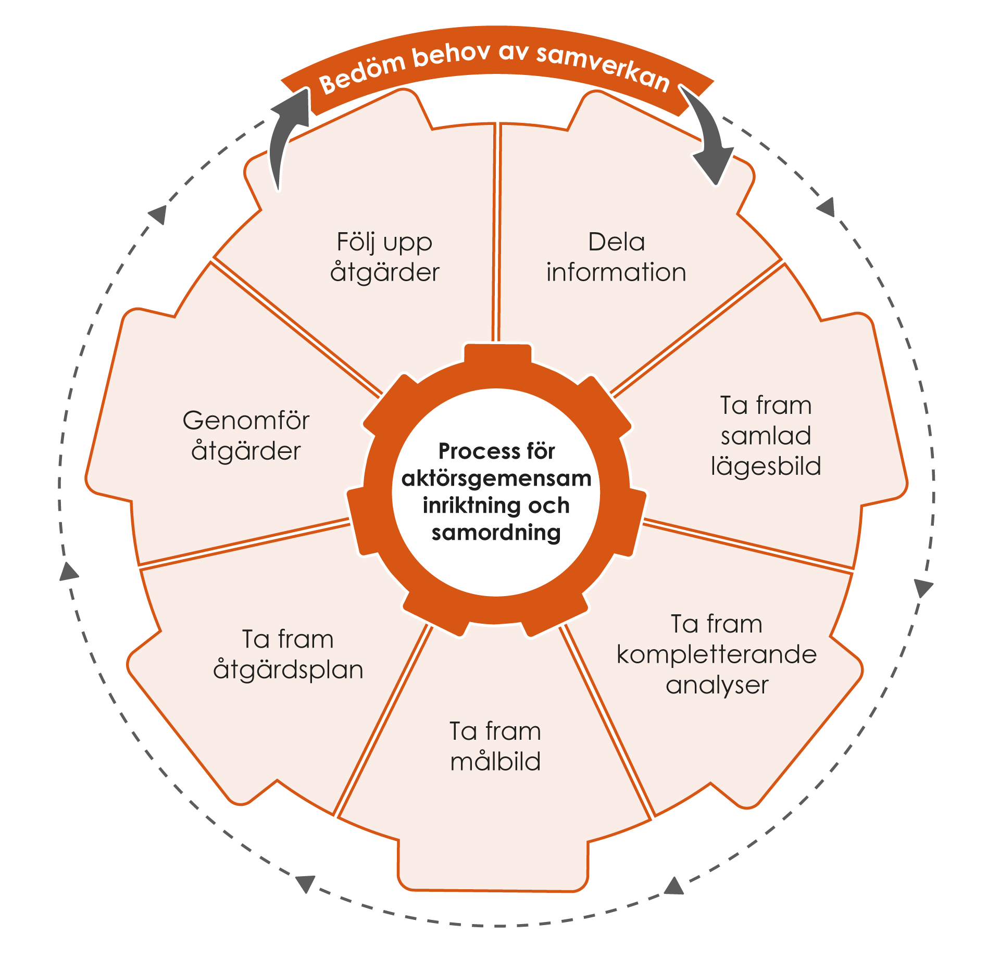 Bedöm behov av samverkan
Dela
information
Ta fram
samlad
lägesbild
Ta fram
kompletterande
analyser
Ta fram
målbild
Ta fram
åtgärdsplan
Genomför
åtgärder
Följ upp
åtgärder
Process för
aktörsgemensam
inriktning och
samordning